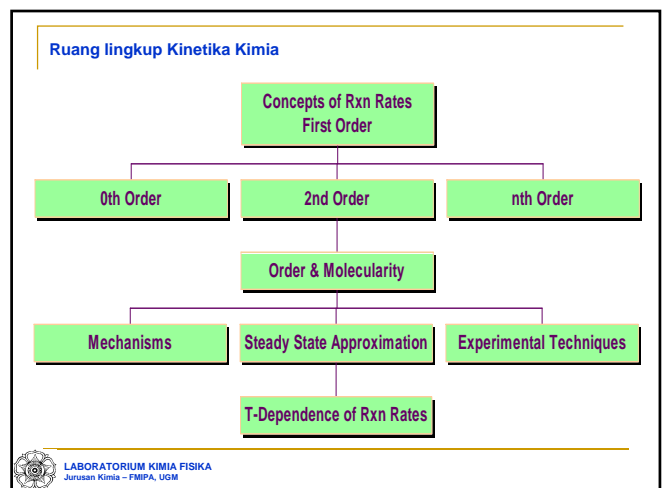 Ruang lingkup Kinetika Kimia
Concepts of Rxn Rates
First Order
0th Order
2nd Order
nth Order
Order & Molecularity
Mechanisms
Steady State Approximation
Experimental Techniques
T-Dependence of Rxn Rates
LABORATORIUM KIMIA FISIKA
Jurusan Kimia – FMIPA, UGM